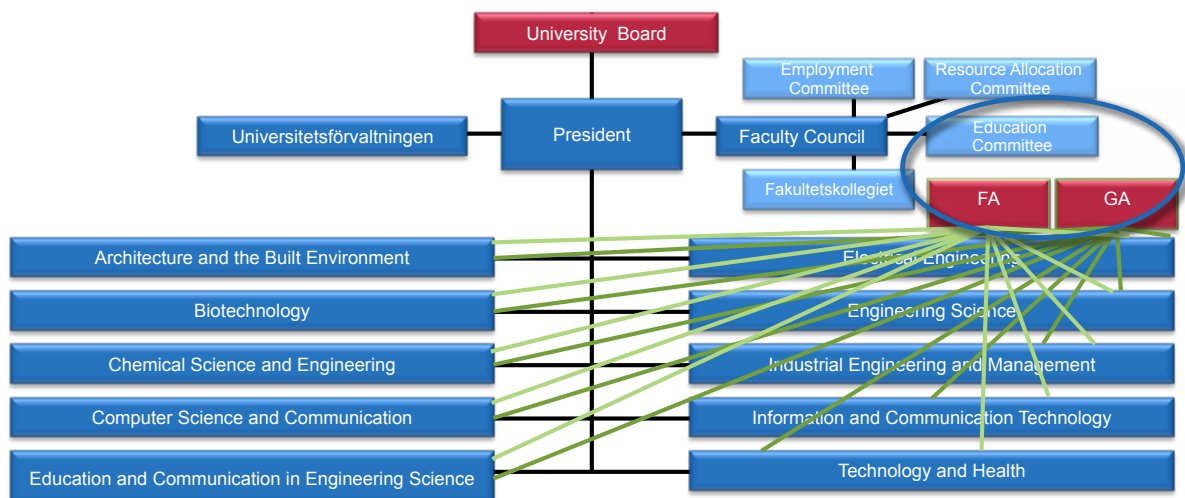 University Board
Employment
Committee
Resource Allocation
Committee
Universitetsförvaltningen
President
Faculty Council
Education
Committee
Fakultetskollegiet
FA
GA
Architecture and the Built Environment
Electrical Engineering
Biotechnology
Engineering Science
Chemical Science and Engineering
Industrial Engineering and Management
Computer Science and Communication
Information and Communication Technology
Education and Communication in Engineering Science
Technology and Health